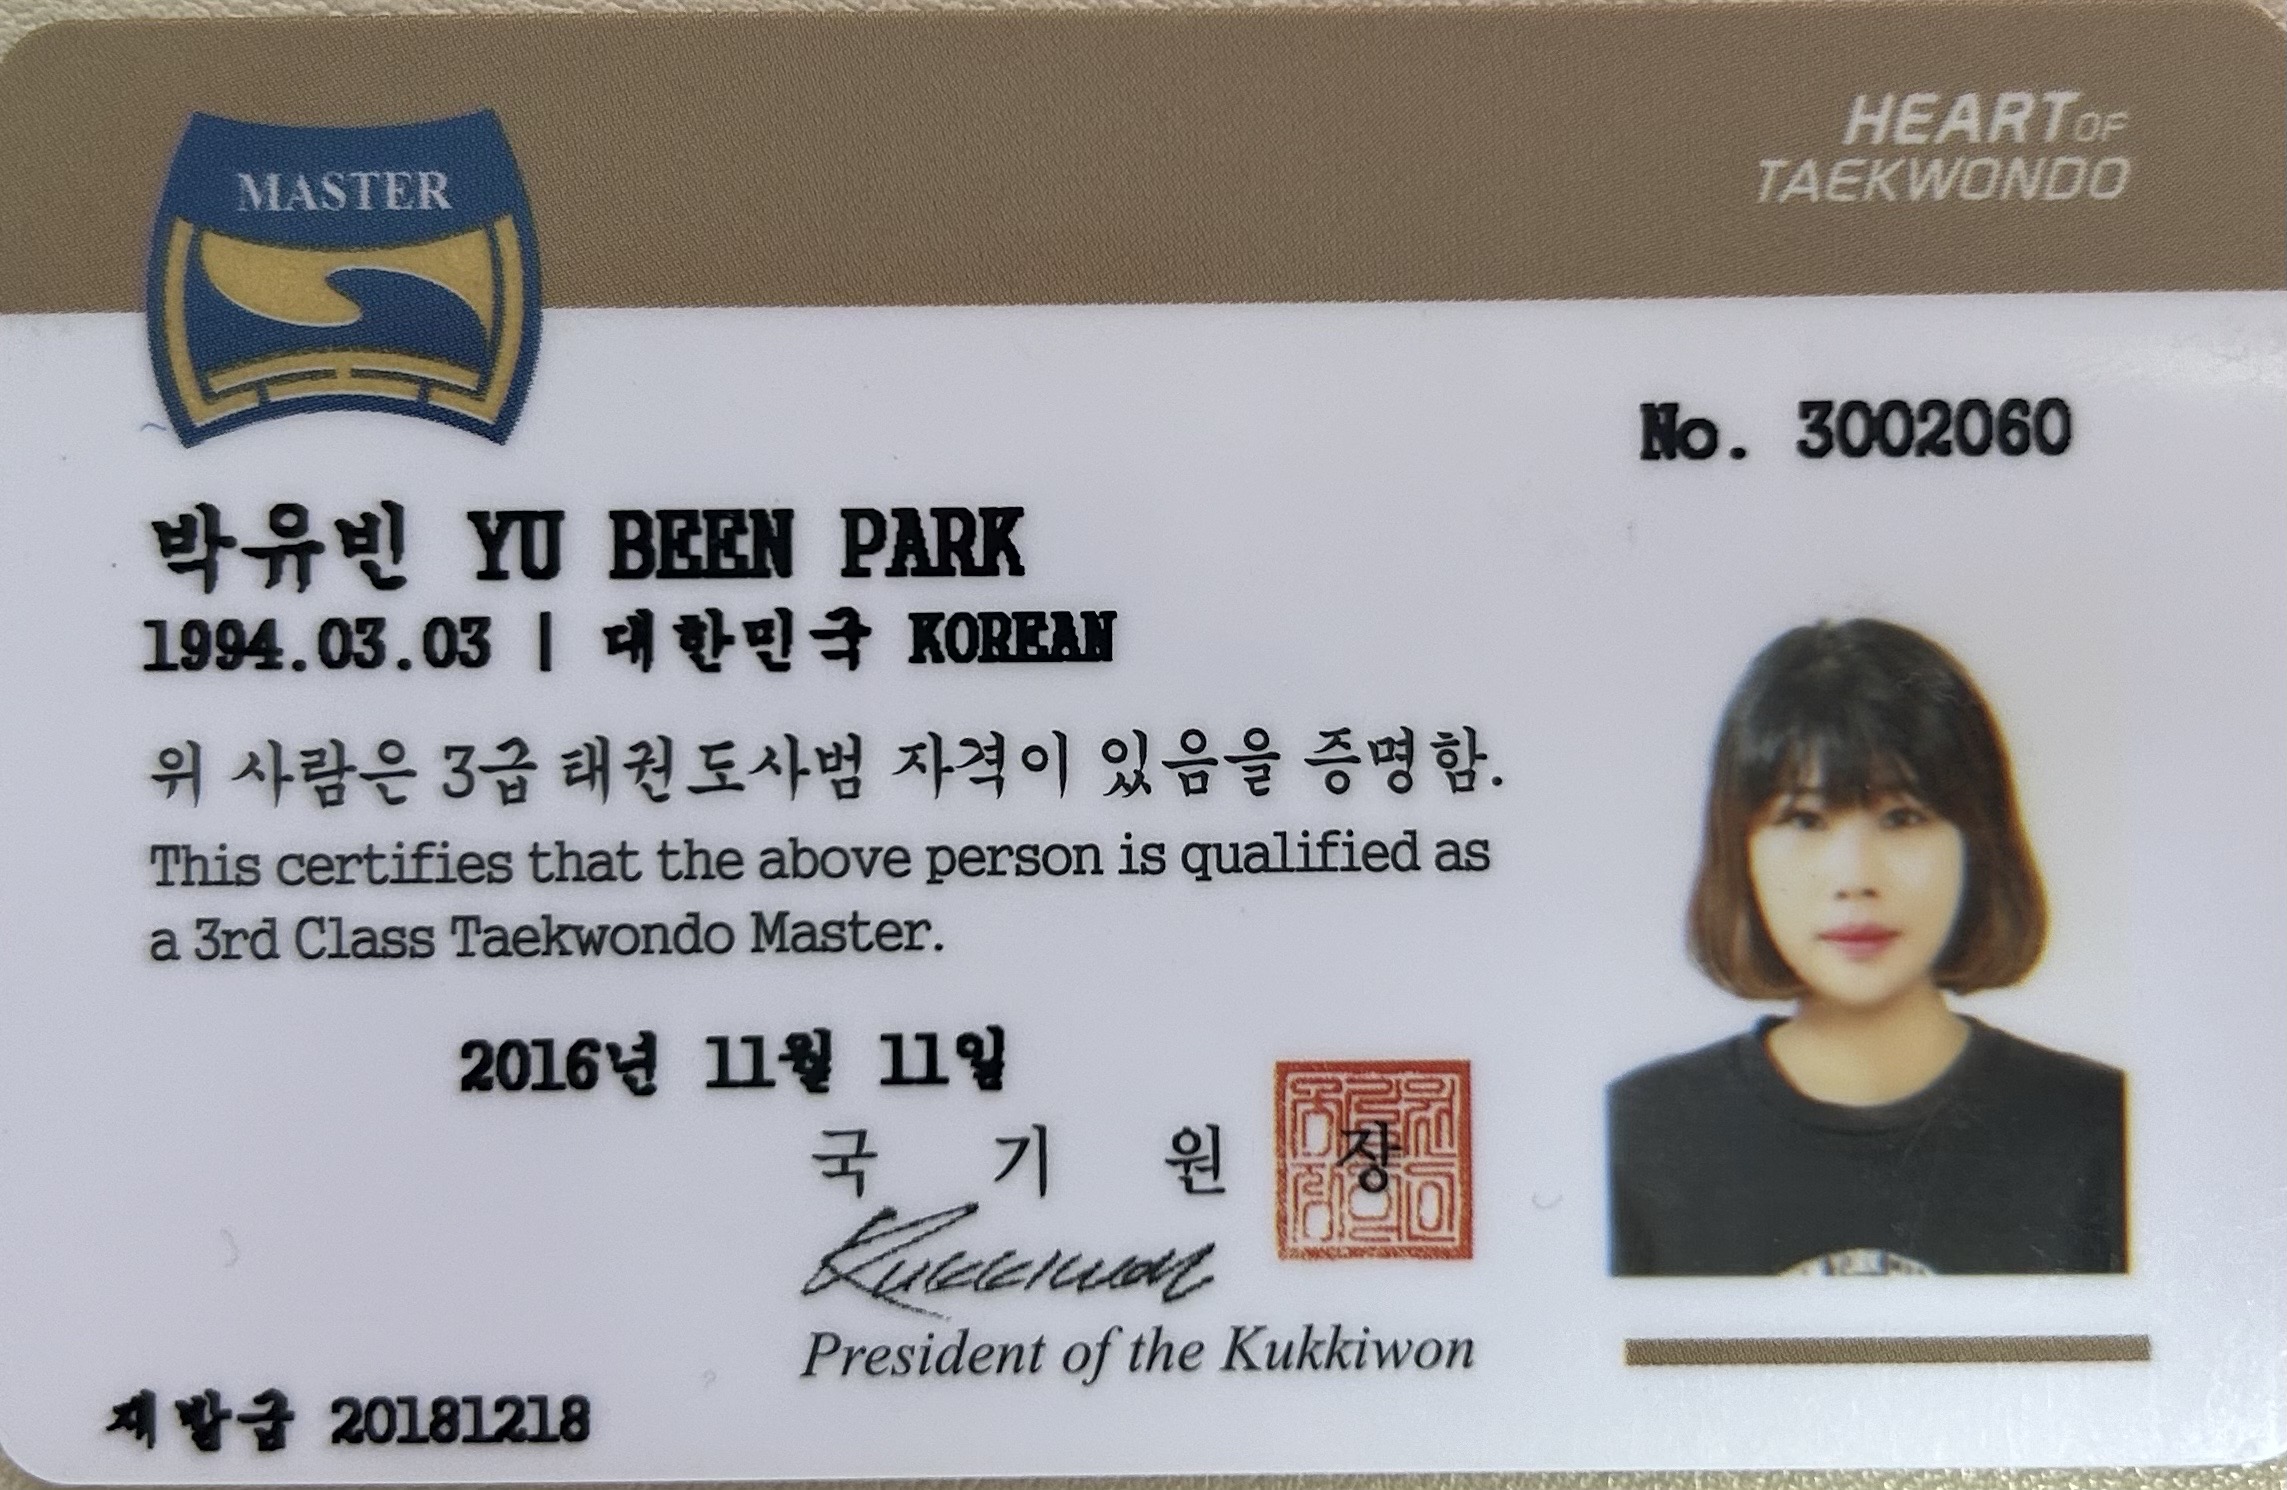 MASTER
HEART OF
TAEKWONDO
No. 3002060
박유빈 YU BEEN PARK
1994.03.03 | 대한민국 KOREAN
위 사람은 3급 태권도사범 자격이 있음을 증명함.
This certifies that the above person is qualified as
a 3rd Class Taekwondo Master.
2016년 11월 11일
국 기 원 장
Kukkiwon
President of the Kukkiwon
재발급 20181218